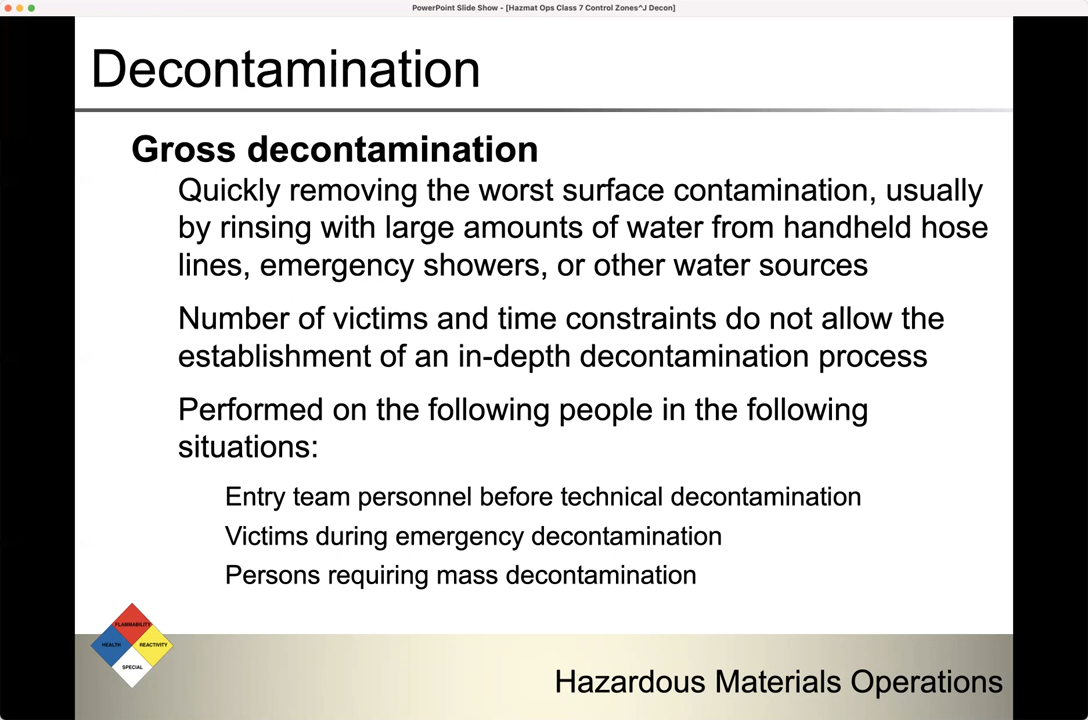 PowerPoint Slide Show - [Hazmat Ops Class 7 Control Zones^J Decon]
Decontamination
Gross decontamination
Quickly removing the worst surface contamination, usually
by rinsing with large amounts of water from handheld hose
lines, emergency showers, or other water sources
Number of victims and time constraints do not allow the
establishment of an in-depth decontamination process
Performed on the following people in the following
situations:
Entry team personnel before technical decontamination
Victims during emergency decontamination
Persons requiring mass decontamination
FLAMMABILITY
HEALTH
REACTIVITY
SPECIAL
Hazardous Materials Operations